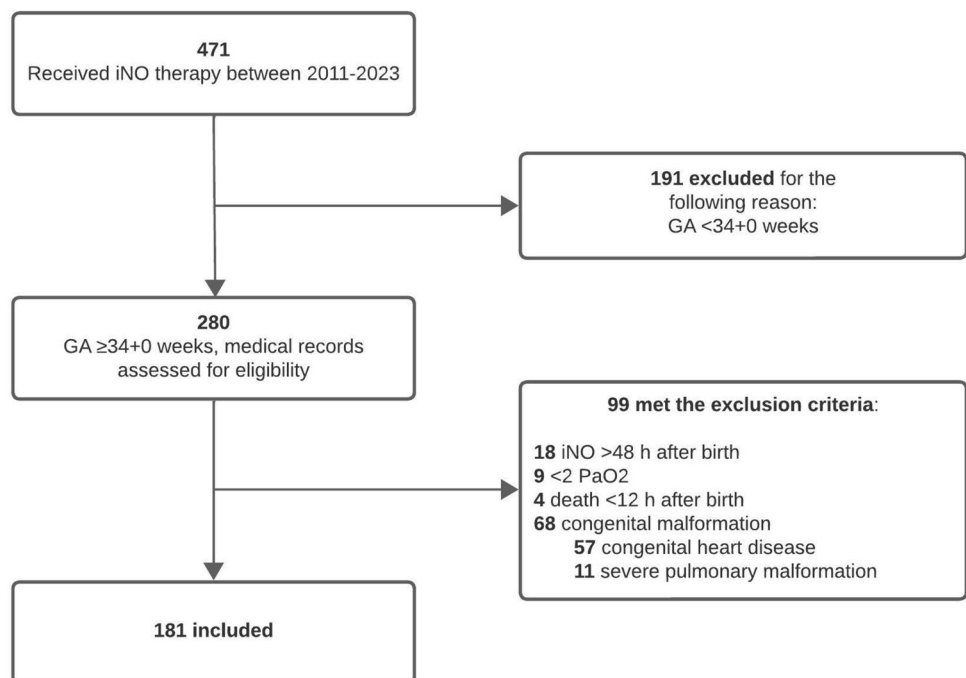 471
Received iNO therapy between 2011-2023
191 excluded for the
following reason:
GA <34+0 weeks
280
GA ≥34+0 weeks, medical records
assessed for eligibility
99 met the exclusion criteria:
18 iNO >48 h after birth
9 <2 PaO2
4 death <12 h after birth
68 congenital malformation
57 congenital heart disease
11 severe pulmonary malformation
181 included